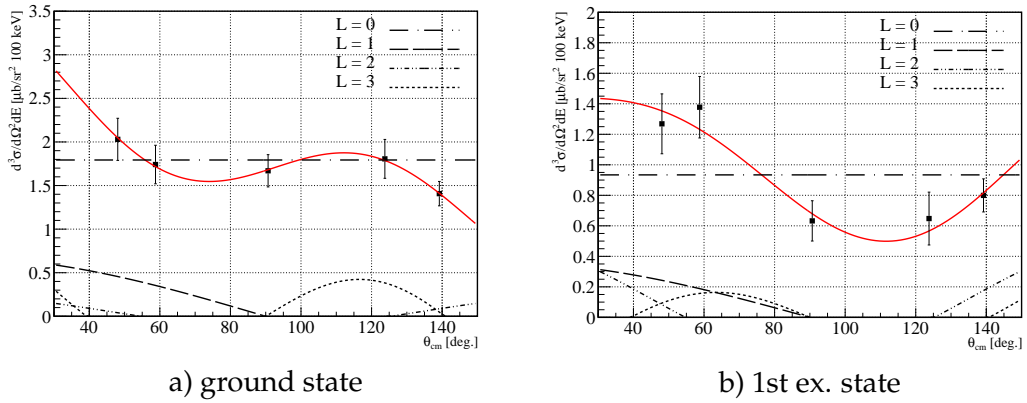 d³σ/dΩ²dE [μb/sr² 100 keV]
3.5
3
2.5
2
1.5
1
0.5
0
L = 0
L = 1
L = 2
L = 3
40 60 80 100 120 140
θcm [deg.]
a) ground state
d³σ/dΩ²dE [μb/sr² 100 keV]
2
1.8
1.6
1.4
1.2
1
0.8
0.6
0.4
0.2
0
L = 0
L = 1
L = 2
L = 3
40 60 80 100 120 140
θcm [deg.]
b) 1st ex. state